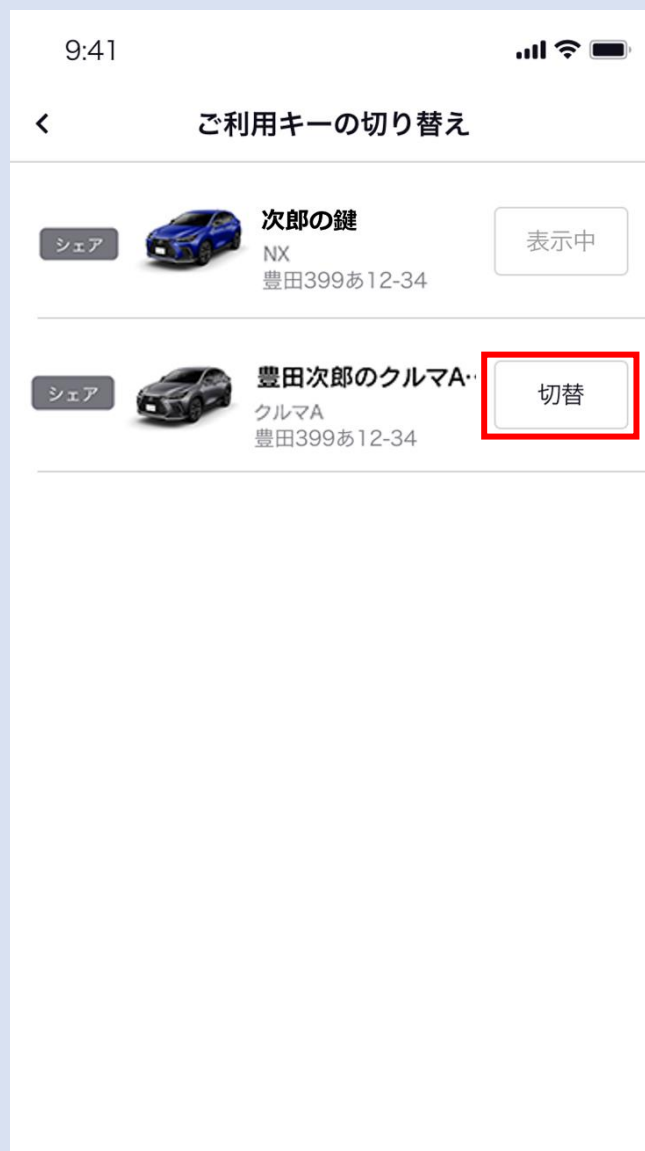 9:41
ご利用キーの切り替え
シェア
次郎の鍵
NX
豊田399あ12-34
表示中
シェア
豊田次郎のクルマA…
クルマA
豊田399あ12-34
切替